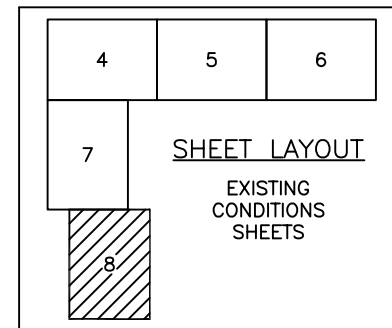 4 5 6
7
SHEET LAYOUT
EXISTING
CONDITIONS
SHEETS
8